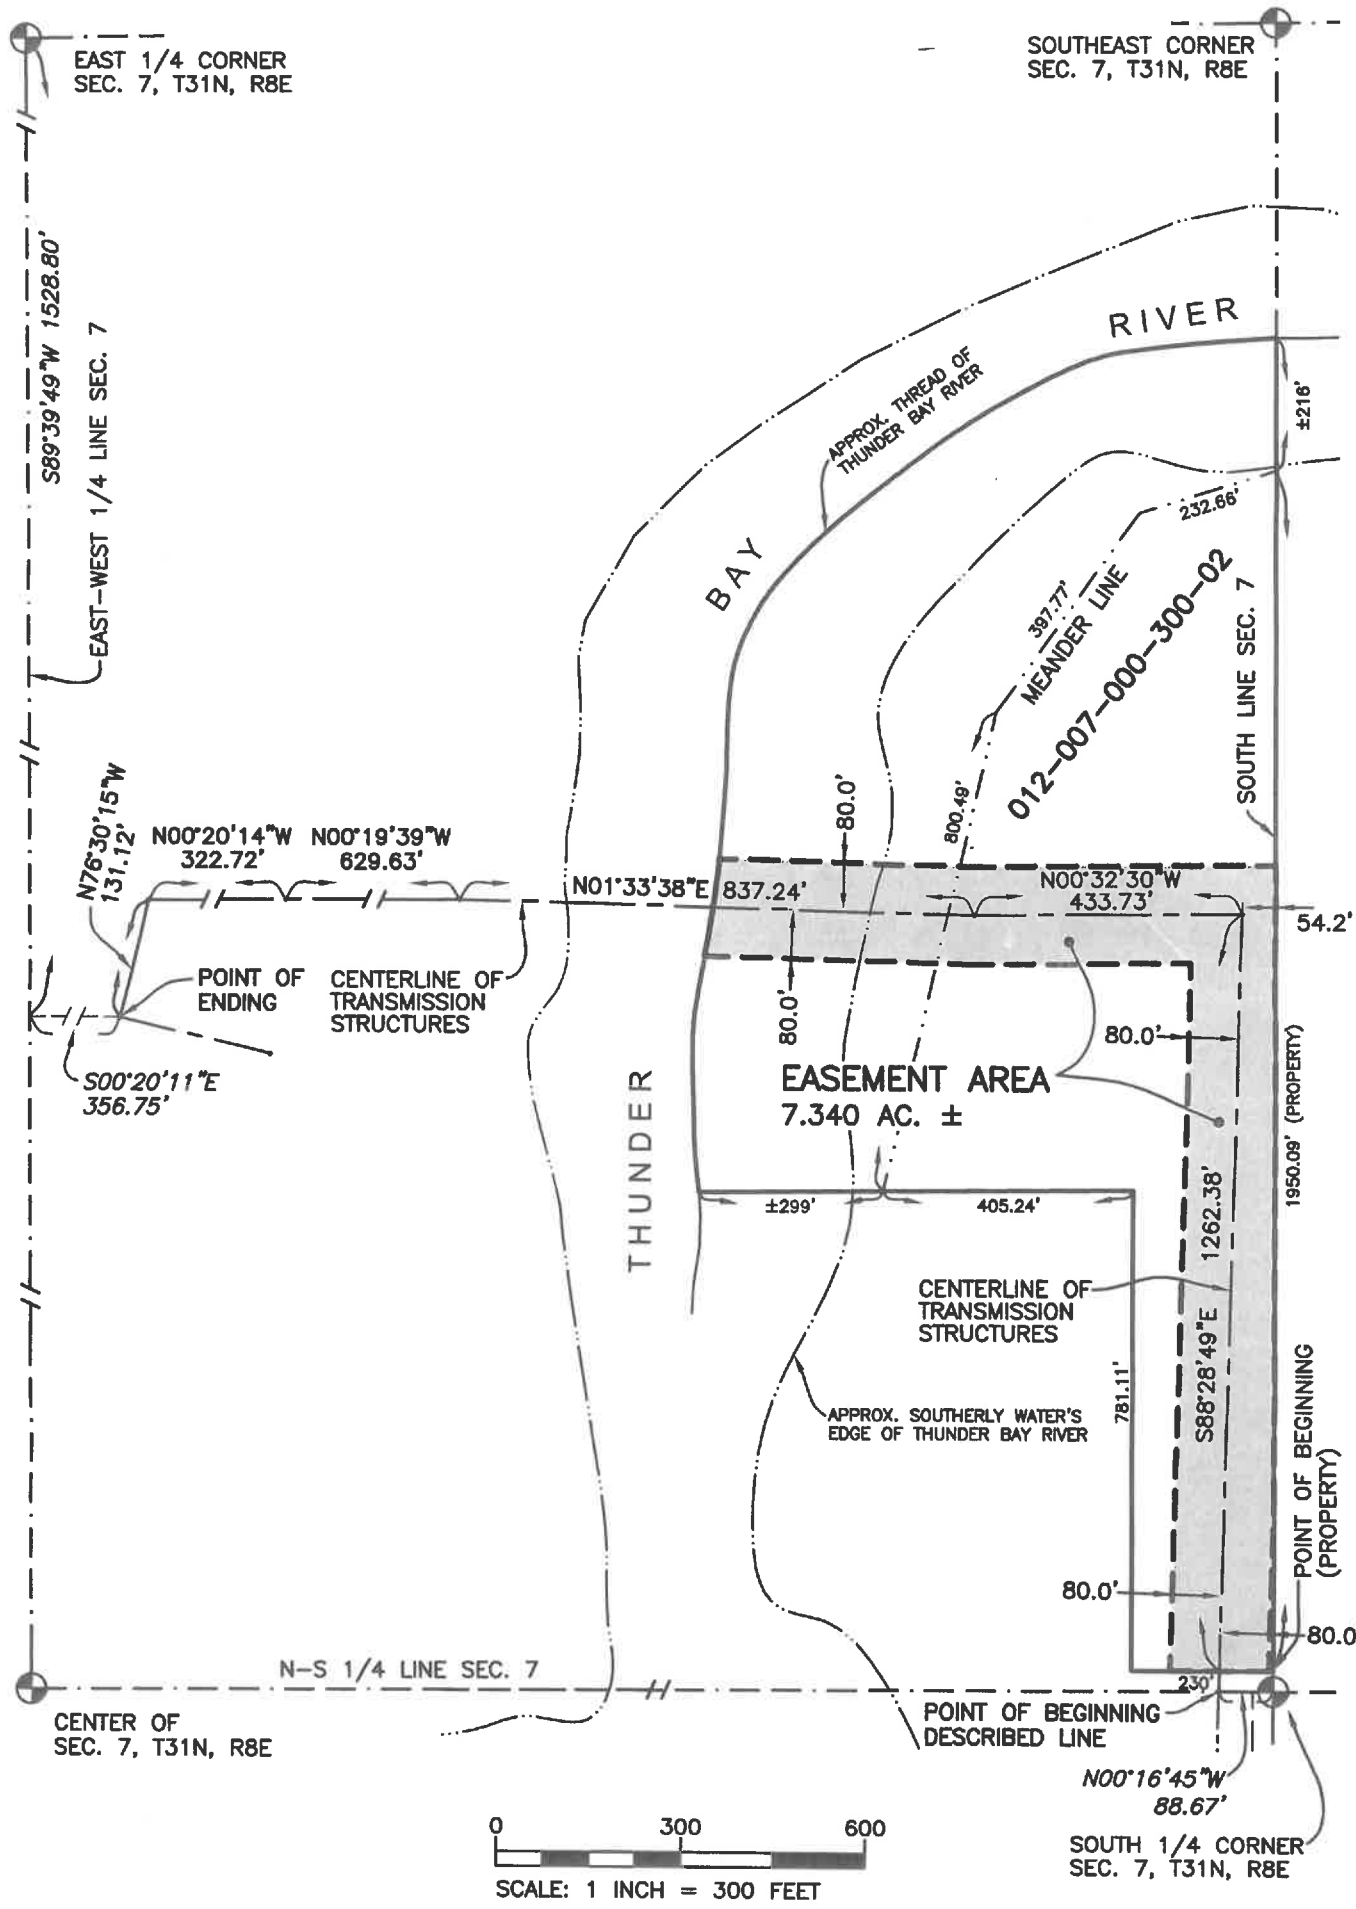 EAST 1/4 CORNER
SEC. 7, T31N, R8E
SOUTHEAST CORNER
SEC. 7, T31N, R8E
S89°39'49"W 1528.80'
EAST-WEST 1/4 LINE SEC. 7
RIVER
APPROX. THREAD OF
THUNDER BAY RIVER
±216'
232.66'
BAY
397.77'
MEANDER LINE
012-007-000-300-02
SOUTH LINE SEC. 7
800.49'
80.0'
N76°30'15"W
131.12'
N00°20'14"W
322.72'
N00°19'39"W
629.63'
N01°33'38"E 837.24'
N00°32'30"W
433.73'
54.2'
POINT OF
ENDING
CENTERLINE OF
TRANSMISSION
STRUCTURES
80.0'
80.0'
S00°20'11"E
356.75'
EASEMENT AREA
7.340 AC. ±
1950.09' (PROPERTY)
THUNDER
±299'
405.24'
S88°28'49"E 1262.38'
CENTERLINE OF
TRANSMISSION
STRUCTURES
781.11'
APPROX. SOUTHERLY WATER'S
EDGE OF THUNDER BAY RIVER
POINT OF BEGINNING
(PROPERTY)
80.0'
80.0
N-S 1/4 LINE SEC. 7
230'
CENTER OF
SEC. 7, T31N, R8E
POINT OF BEGINNING
DESCRIBED LINE
N00°16'45"W
88.67'
SOUTH 1/4 CORNER
SEC. 7, T31N, R8E
0 300 600
SCALE: 1 INCH = 300 FEET